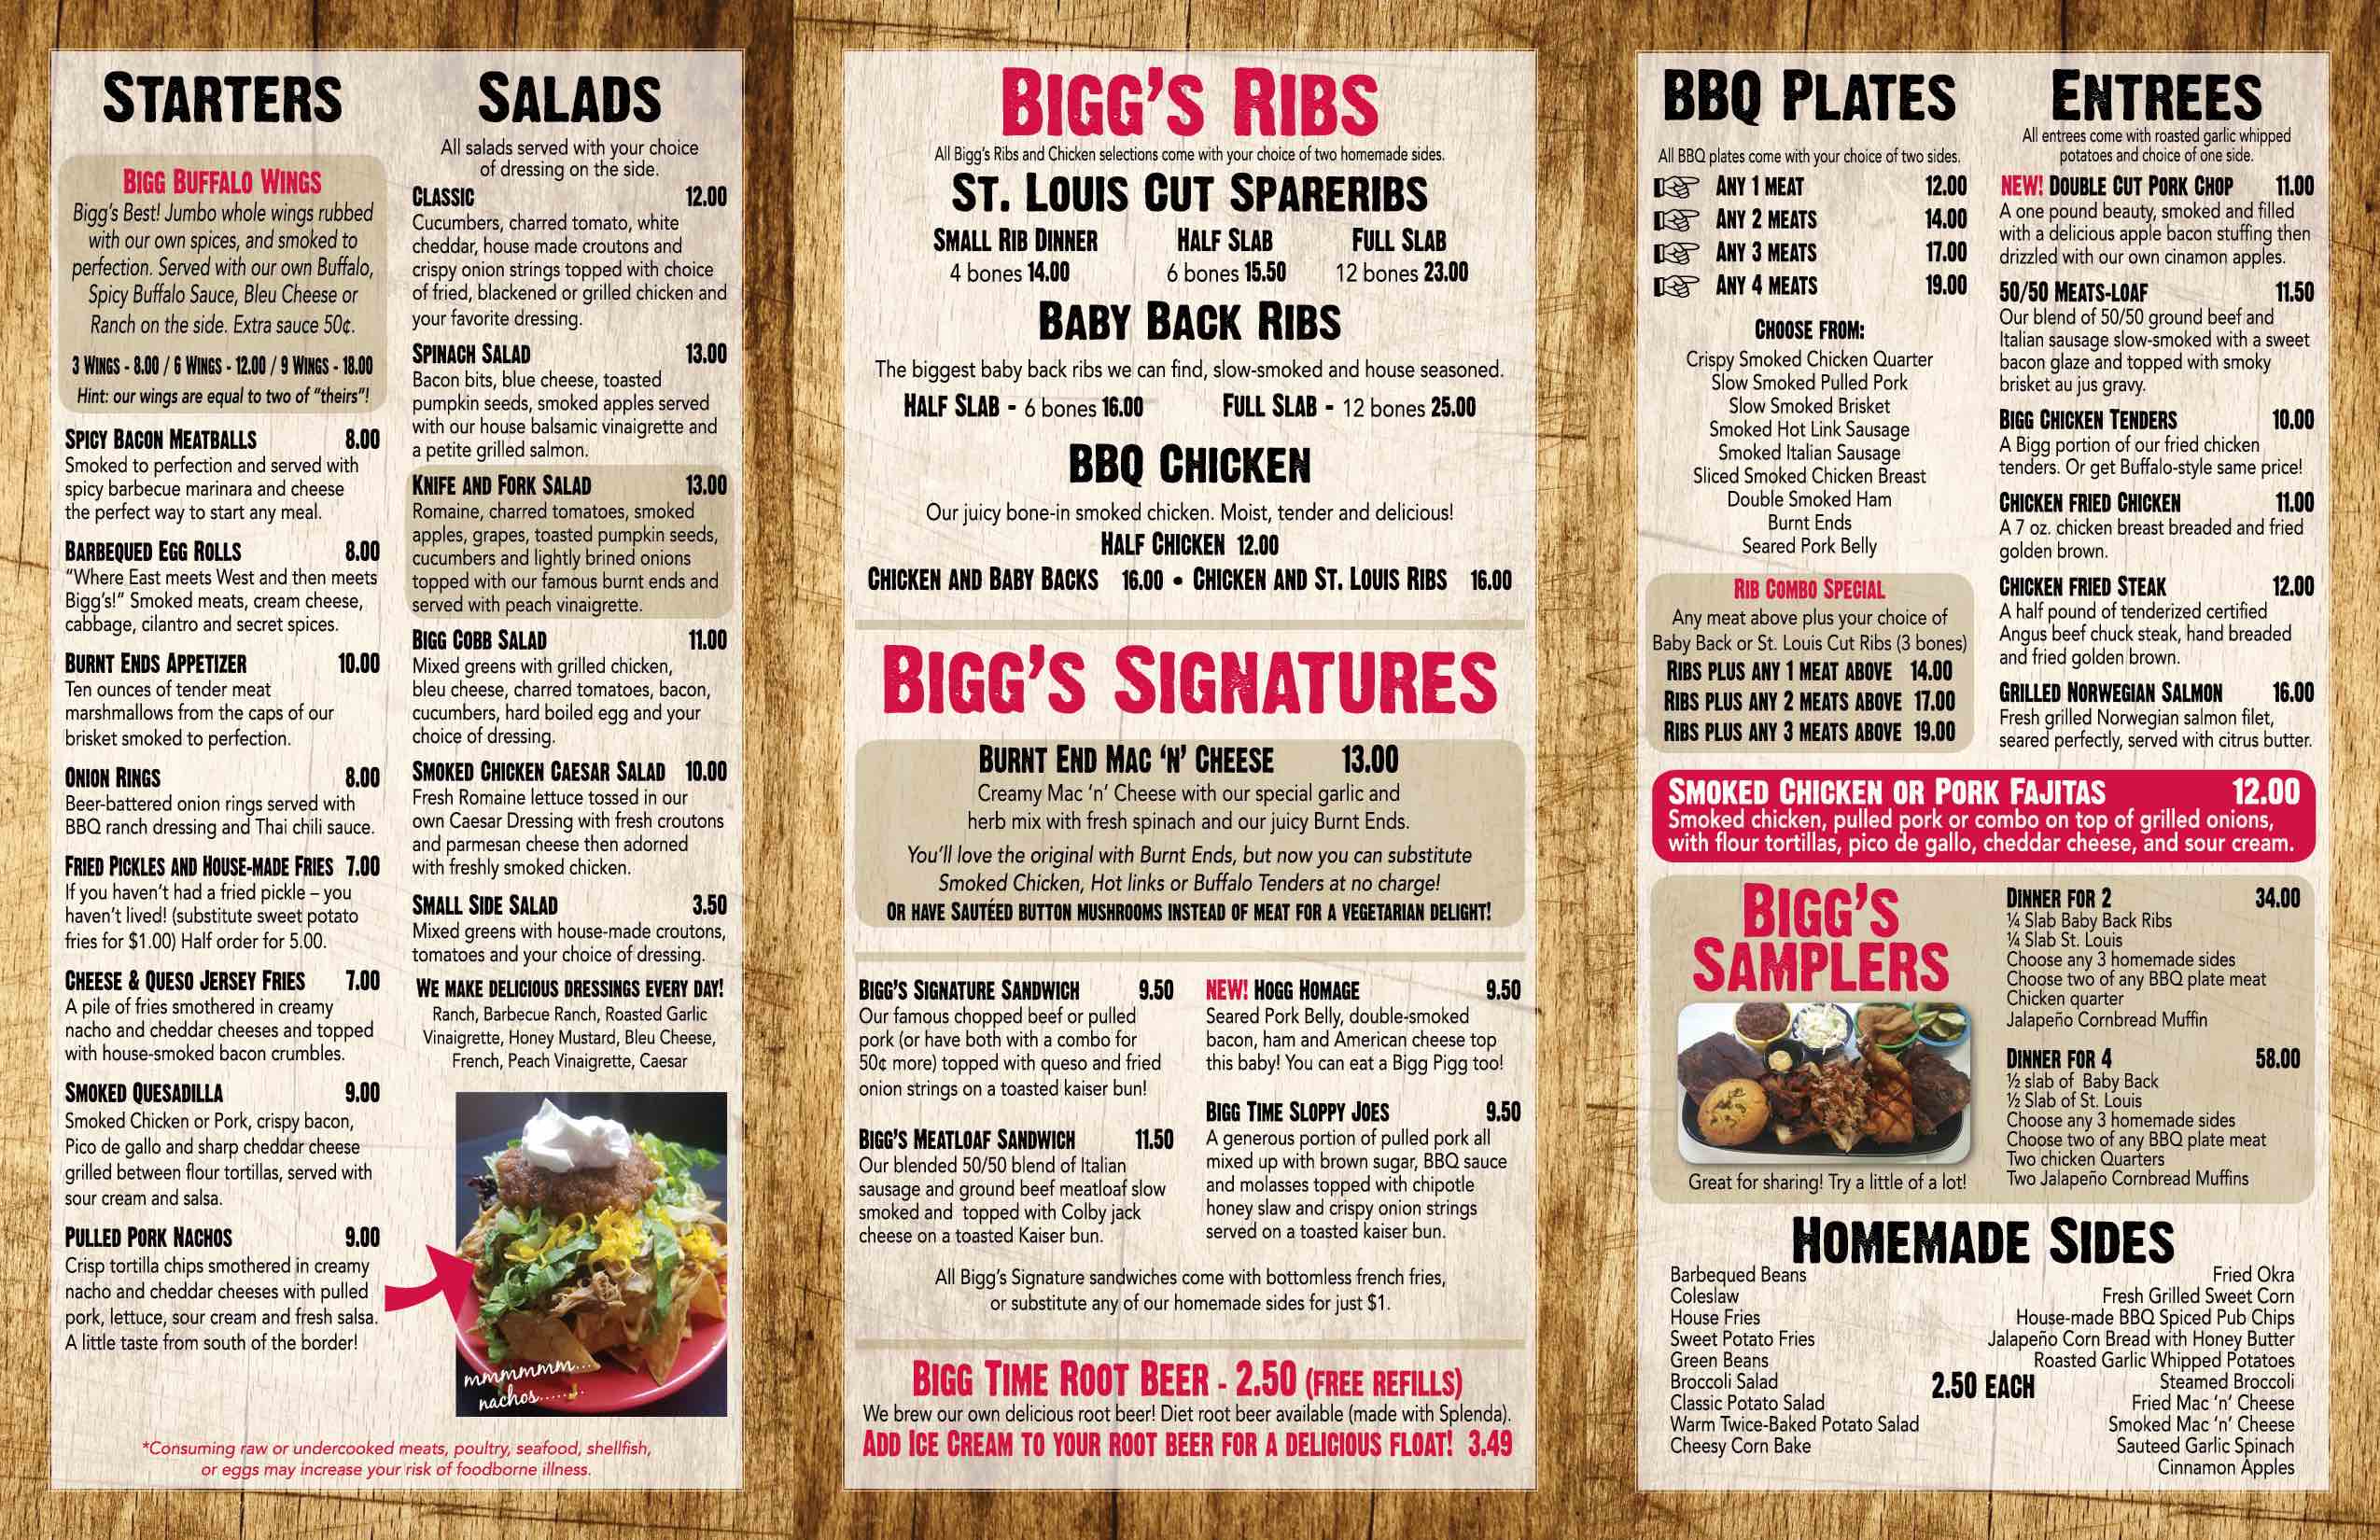 STARTERS
BIGG BUFFALO WINGS
Bigg's Best! Jumbo whole wings rubbed
with our own spices, and smoked to
perfection. Served with our own Buffalo,
Spicy Buffalo Sauce, Bleu Cheese or
Ranch on the side. Extra sauce 50¢.
3 WINGS - 8.00 / 6 WINGS - 12.00 / 9 WINGS - 18.00
Hint: our wings are equal to two of "theirs"!
SPICY BACON MEATBALLS 8.00
Smoked to perfection and served with
spicy barbecue marinara and cheese
the perfect way to start any meal.
BARBEQUED EGG ROLLS 8.00
"Where East meets West and then meets
Bigg's!" Smoked meats, cream cheese,
cabbage, cilantro and secret spices.
BURNT ENDS APPETIZER 10.00
Ten ounces of tender meat
marshmallows from the caps of our
brisket smoked to perfection.
ONION RINGS 8.00
Beer-battered onion rings served with
BBQ ranch dressing and Thai chili sauce.
FRIED PICKLES AND HOUSE-MADE FRIES 7.00
If you haven't had a fried pickle – you
haven't lived! (substitute sweet potato
fries for $1.00) Half order for 5.00.
CHEESE & QUESO JERSEY FRIES 7.00
A pile of fries smothered in creamy
nacho and cheddar cheeses and topped
with house-smoked bacon crumbles.
SMOKED QUESADILLA 9.00
Smoked Chicken or Pork, crispy bacon,
Pico de gallo and sharp cheddar cheese
grilled between flour tortillas, served with
sour cream and salsa.
PULLED PORK NACHOS 9.00
Crisp tortilla chips smothered in creamy
nacho and cheddar cheeses with pulled
pork, lettuce, sour cream and fresh salsa.
A little taste from south of the border!
SALADS
All salads served with your choice
of dressing on the side.
CLASSIC 12.00
Cucumbers, charred tomato, white
cheddar, house made croutons and
crispy onion strings topped with choice
of fried, blackened or grilled chicken and
your favorite dressing.
SPINACH SALAD 13.00
Bacon bits, blue cheese, toasted
pumpkin seeds, smoked apples served
with our house balsamic vinaigrette and
a petite grilled salmon.
KNIFE AND FORK SALAD 13.00
Romaine, charred tomatoes, smoked
apples, grapes, toasted pumpkin seeds,
cucumbers and lightly brined onions
topped with our famous burnt ends and
served with peach vinaigrette.
BIGG COBB SALAD 11.00
Mixed greens with grilled chicken,
bleu cheese, charred tomatoes, bacon,
cucumbers, hard boiled egg and your
choice of dressing.
SMOKED CHICKEN CAESAR SALAD 10.00
Fresh Romaine lettuce tossed in our
own Caesar Dressing with fresh croutons
and parmesan cheese then adorned
with freshly smoked chicken.
SMALL SIDE SALAD 3.50
Mixed greens with house-made croutons,
tomatoes and your choice of dressing.
WE MAKE DELICIOUS DRESSINGS EVERY DAY!
Ranch, Barbecue Ranch, Roasted Garlic
Vinaigrette, Honey Mustard, Bleu Cheese,
French, Peach Vinaigrette, Caesar
mmmmmm...
nachos.......
*Consuming raw or undercooked meats, poultry, seafood, shellfish,
or eggs may increase your risk of foodborne illness.
BIGG'S RIBS
All Bigg's Ribs and Chicken selections come with your choice of two homemade sides.
ST. LOUIS CUT SPARERIBS
SMALL RIB DINNER HALF SLAB FULL SLAB
4 bones 14.00 6 bones 15.50 12 bones 23.00
BABY BACK RIBS
The biggest baby back ribs we can find, slow-smoked and house seasoned.
HALF SLAB - 6 bones 16.00 FULL SLAB - 12 bones 25.00
BBQ CHICKEN
Our juicy bone-in smoked chicken. Moist, tender and delicious!
HALF CHICKEN 12.00
CHICKEN AND BABY BACKS 16.00 • CHICKEN AND ST. LOUIS RIBS 16.00
BIGG'S SIGNATURES
BURNT END MAC 'N' CHEESE 13.00
Creamy Mac 'n' Cheese with our special garlic and
herb mix with fresh spinach and our juicy Burnt Ends.
You'll love the original with Burnt Ends, but now you can substitute
Smoked Chicken, Hot links or Buffalo Tenders at no charge!
OR HAVE SAUTÉED BUTTON MUSHROOMS INSTEAD OF MEAT FOR A VEGETARIAN DELIGHT!
BIGG'S SIGNATURE SANDWICH 9.50
Our famous chopped beef or pulled
pork (or have both with a combo for
50¢ more) topped with queso and fried
onion strings on a toasted kaiser bun!
BIGG'S MEATLOAF SANDWICH 11.50
Our blended 50/50 blend of Italian
sausage and ground beef meatloaf slow
smoked and topped with Colby jack
cheese on a toasted Kaiser bun.
NEW! HOGG HOMAGE 9.50
Seared Pork Belly, double-smoked
bacon, ham and American cheese top
this baby! You can eat a Bigg Pigg too!
BIGG TIME SLOPPY JOES 9.50
A generous portion of pulled pork all
mixed up with brown sugar, BBQ sauce
and molasses topped with chipotle
honey slaw and crispy onion strings
served on a toasted kaiser bun.
All Bigg's Signature sandwiches come with bottomless french fries,
or substitute any of our homemade sides for just $1.
BIGG TIME ROOT BEER - 2.50 (FREE REFILLS)
We brew our own delicious root beer! Diet root beer available (made with Splenda).
ADD ICE CREAM TO YOUR ROOT BEER FOR A DELICIOUS FLOAT! 3.49
BBQ PLATES
All BBQ plates come with your choice of two sides.
ANY 1 MEAT 12.00
ANY 2 MEATS 14.00
ANY 3 MEATS 17.00
ANY 4 MEATS 19.00
CHOOSE FROM:
Crispy Smoked Chicken Quarter
Slow Smoked Pulled Pork
Slow Smoked Brisket
Smoked Hot Link Sausage
Smoked Italian Sausage
Sliced Smoked Chicken Breast
Double Smoked Ham
Burnt Ends
Seared Pork Belly
RIB COMBO SPECIAL
Any meat above plus your choice of
Baby Back or St. Louis Cut Ribs (3 bones)
RIBS PLUS ANY 1 MEAT ABOVE 14.00
RIBS PLUS ANY 2 MEATS ABOVE 17.00
RIBS PLUS ANY 3 MEATS ABOVE 19.00
ENTREES
All entrees come with roasted garlic whipped
potatoes and choice of one side.
NEW! DOUBLE CUT PORK CHOP 11.00
A one pound beauty, smoked and filled
with a delicious apple bacon stuffing then
drizzled with our own cinamon apples.
50/50 MEATS-LOAF 11.50
Our blend of 50/50 ground beef and
Italian sausage slow-smoked with a sweet
bacon glaze and topped with smoky
brisket au jus gravy.
BIGG CHICKEN TENDERS 10.00
A Bigg portion of our fried chicken
tenders. Or get Buffalo-style same price!
CHICKEN FRIED CHICKEN 11.00
A 7 oz. chicken breast breaded and fried
golden brown.
CHICKEN FRIED STEAK 12.00
A half pound of tenderized certified
Angus beef chuck steak, hand breaded
and fried golden brown.
GRILLED NORWEGIAN SALMON 16.00
Fresh grilled Norwegian salmon filet,
seared perfectly, served with citrus butter.
SMOKED CHICKEN OR PORK FAJITAS 12.00
Smoked chicken, pulled pork or combo on top of grilled onions,
with flour tortillas, pico de gallo, cheddar cheese, and sour cream.
BIGG'S
SAMPLERS
Great for sharing! Try a little of a lot!
DINNER FOR 2 34.00
¼ Slab Baby Back Ribs
¼ Slab St. Louis
Choose any 3 homemade sides
Choose two of any BBQ plate meat
Chicken quarter
Jalapeño Cornbread Muffin
DINNER FOR 4 58.00
½ slab of Baby Back
½ Slab of St. Louis
Choose any 3 homemade sides
Choose two of any BBQ plate meat
Two chicken Quarters
Two Jalapeño Cornbread Muffins
HOMEMADE SIDES
Barbequed Beans
Coleslaw
House Fries
Sweet Potato Fries
Green Beans
Broccoli Salad
Classic Potato Salad
Warm Twice-Baked Potato Salad
Cheesy Corn Bake
2.50 EACH
Fried Okra
Fresh Grilled Sweet Corn
House-made BBQ Spiced Pub Chips
Jalapeño Corn Bread with Honey Butter
Roasted Garlic Whipped Potatoes
Steamed Broccoli
Fried Mac 'n' Cheese
Smoked Mac 'n' Cheese
Sauteed Garlic Spinach
Cinnamon Apples